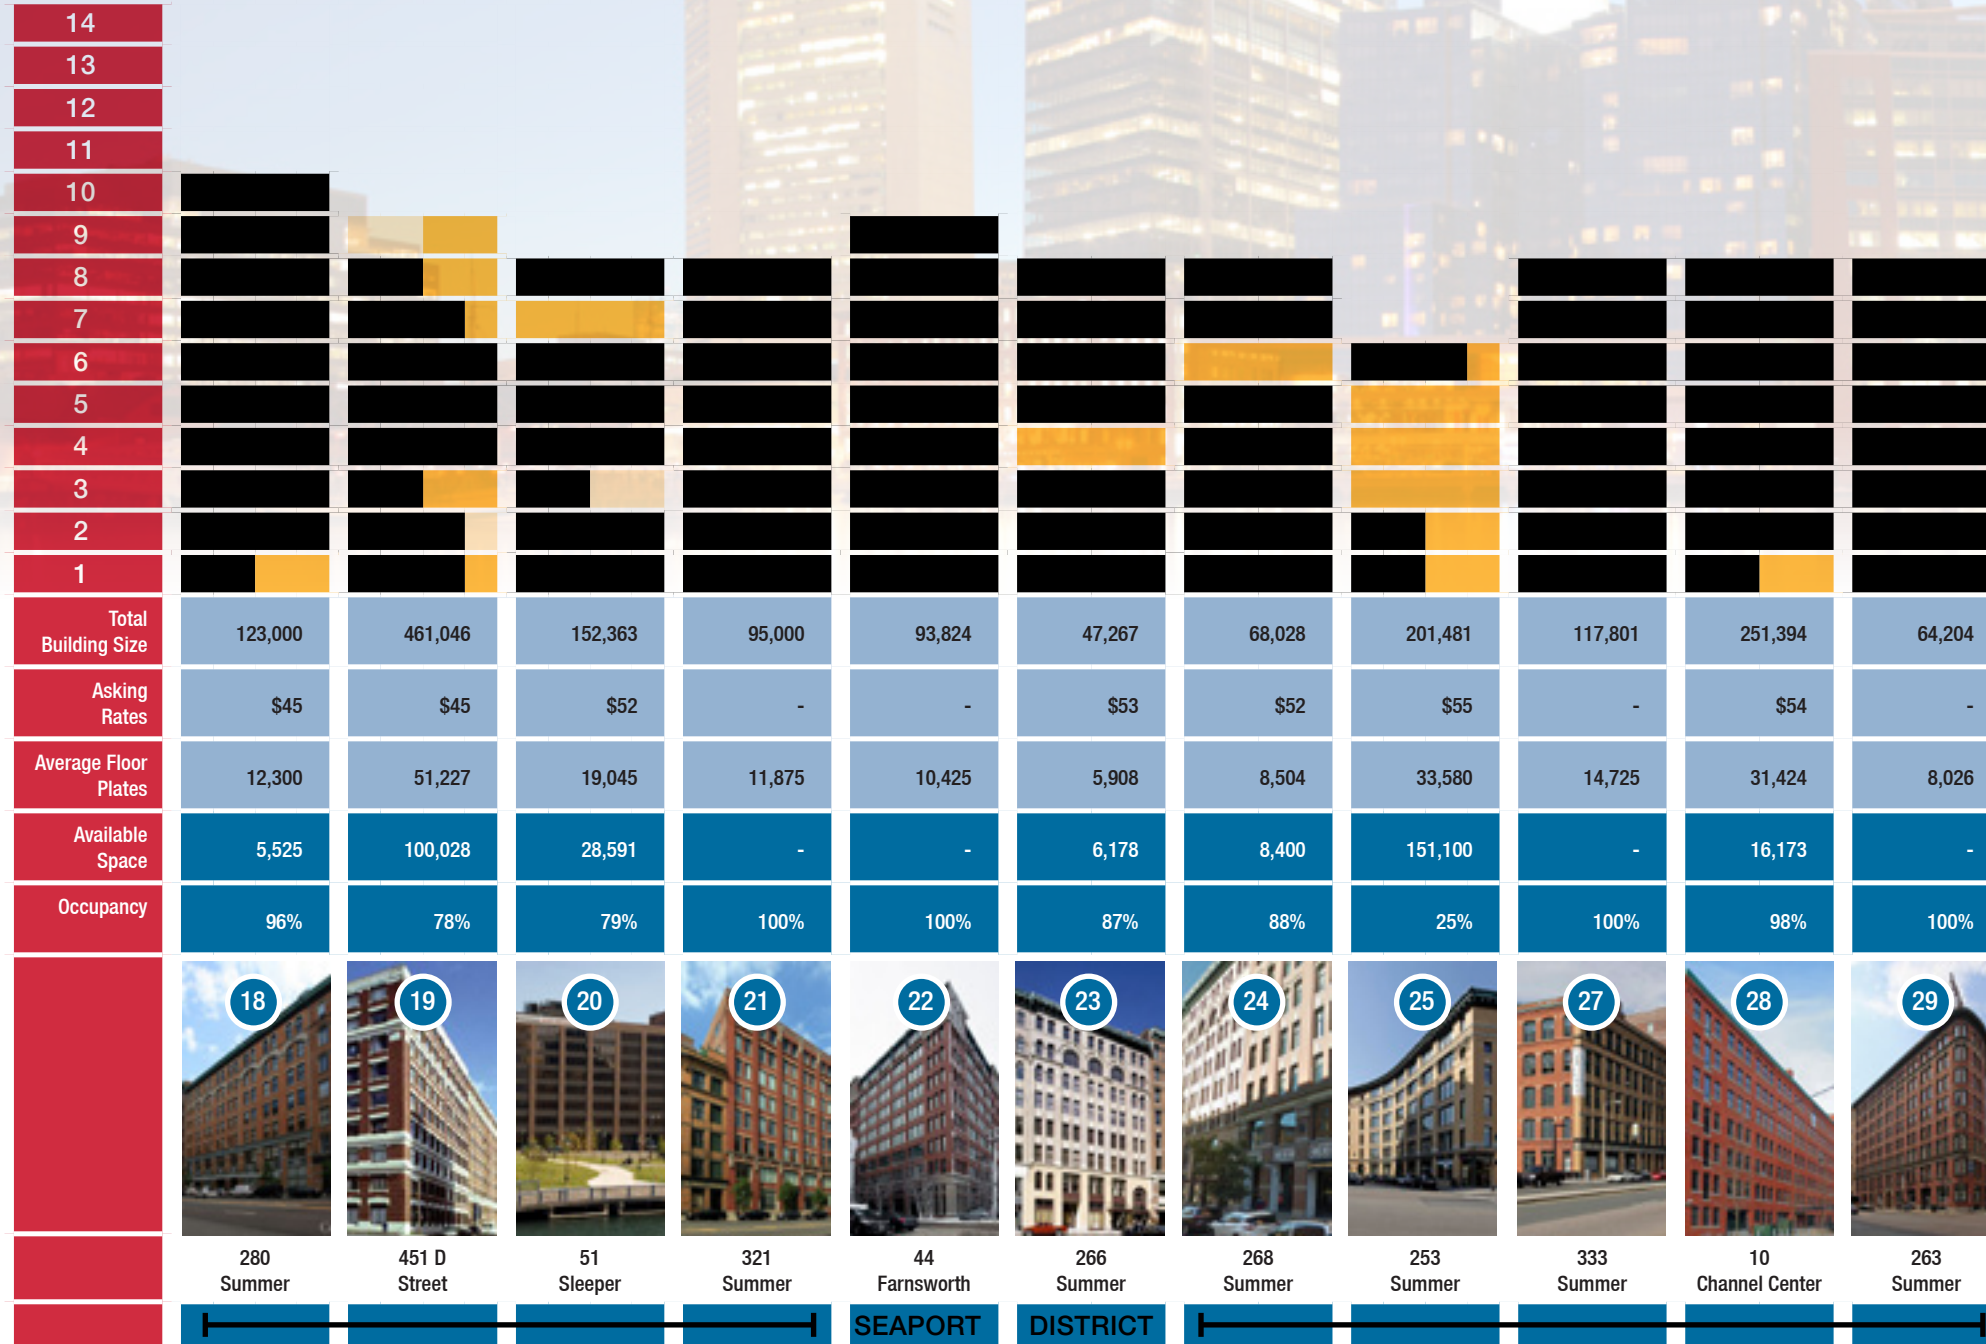 14
13
12
11
10
9
8
7
6
5
4
3
2
1
Total
Building Size
123,000 461,046 152,363 95,000 93,824 47,267 68,028 201,481 117,801 251,394 64,204
Asking
Rates
$45 $45 $52 - - $53 $52 $55 - $54 -
Average Floor
Plates
12,300 51,227 19,045 11,875 10,425 5,908 8,504 33,580 14,725 31,424 8,026
Available
Space
5,525 100,028 28,591 - - 6,178 8,400 151,100 - 16,173 -
Occupancy
96% 78% 79% 100% 100% 87% 88% 25% 100% 98% 100%
18 19 20 21 22 23 24 25 27 28 29
280 451 D 51 321 44 266 268 253 333 10 263
Summer Street Sleeper Summer Farnsworth Summer Summer Summer Summer Channel Center Summer
SEAPORT DISTRICT